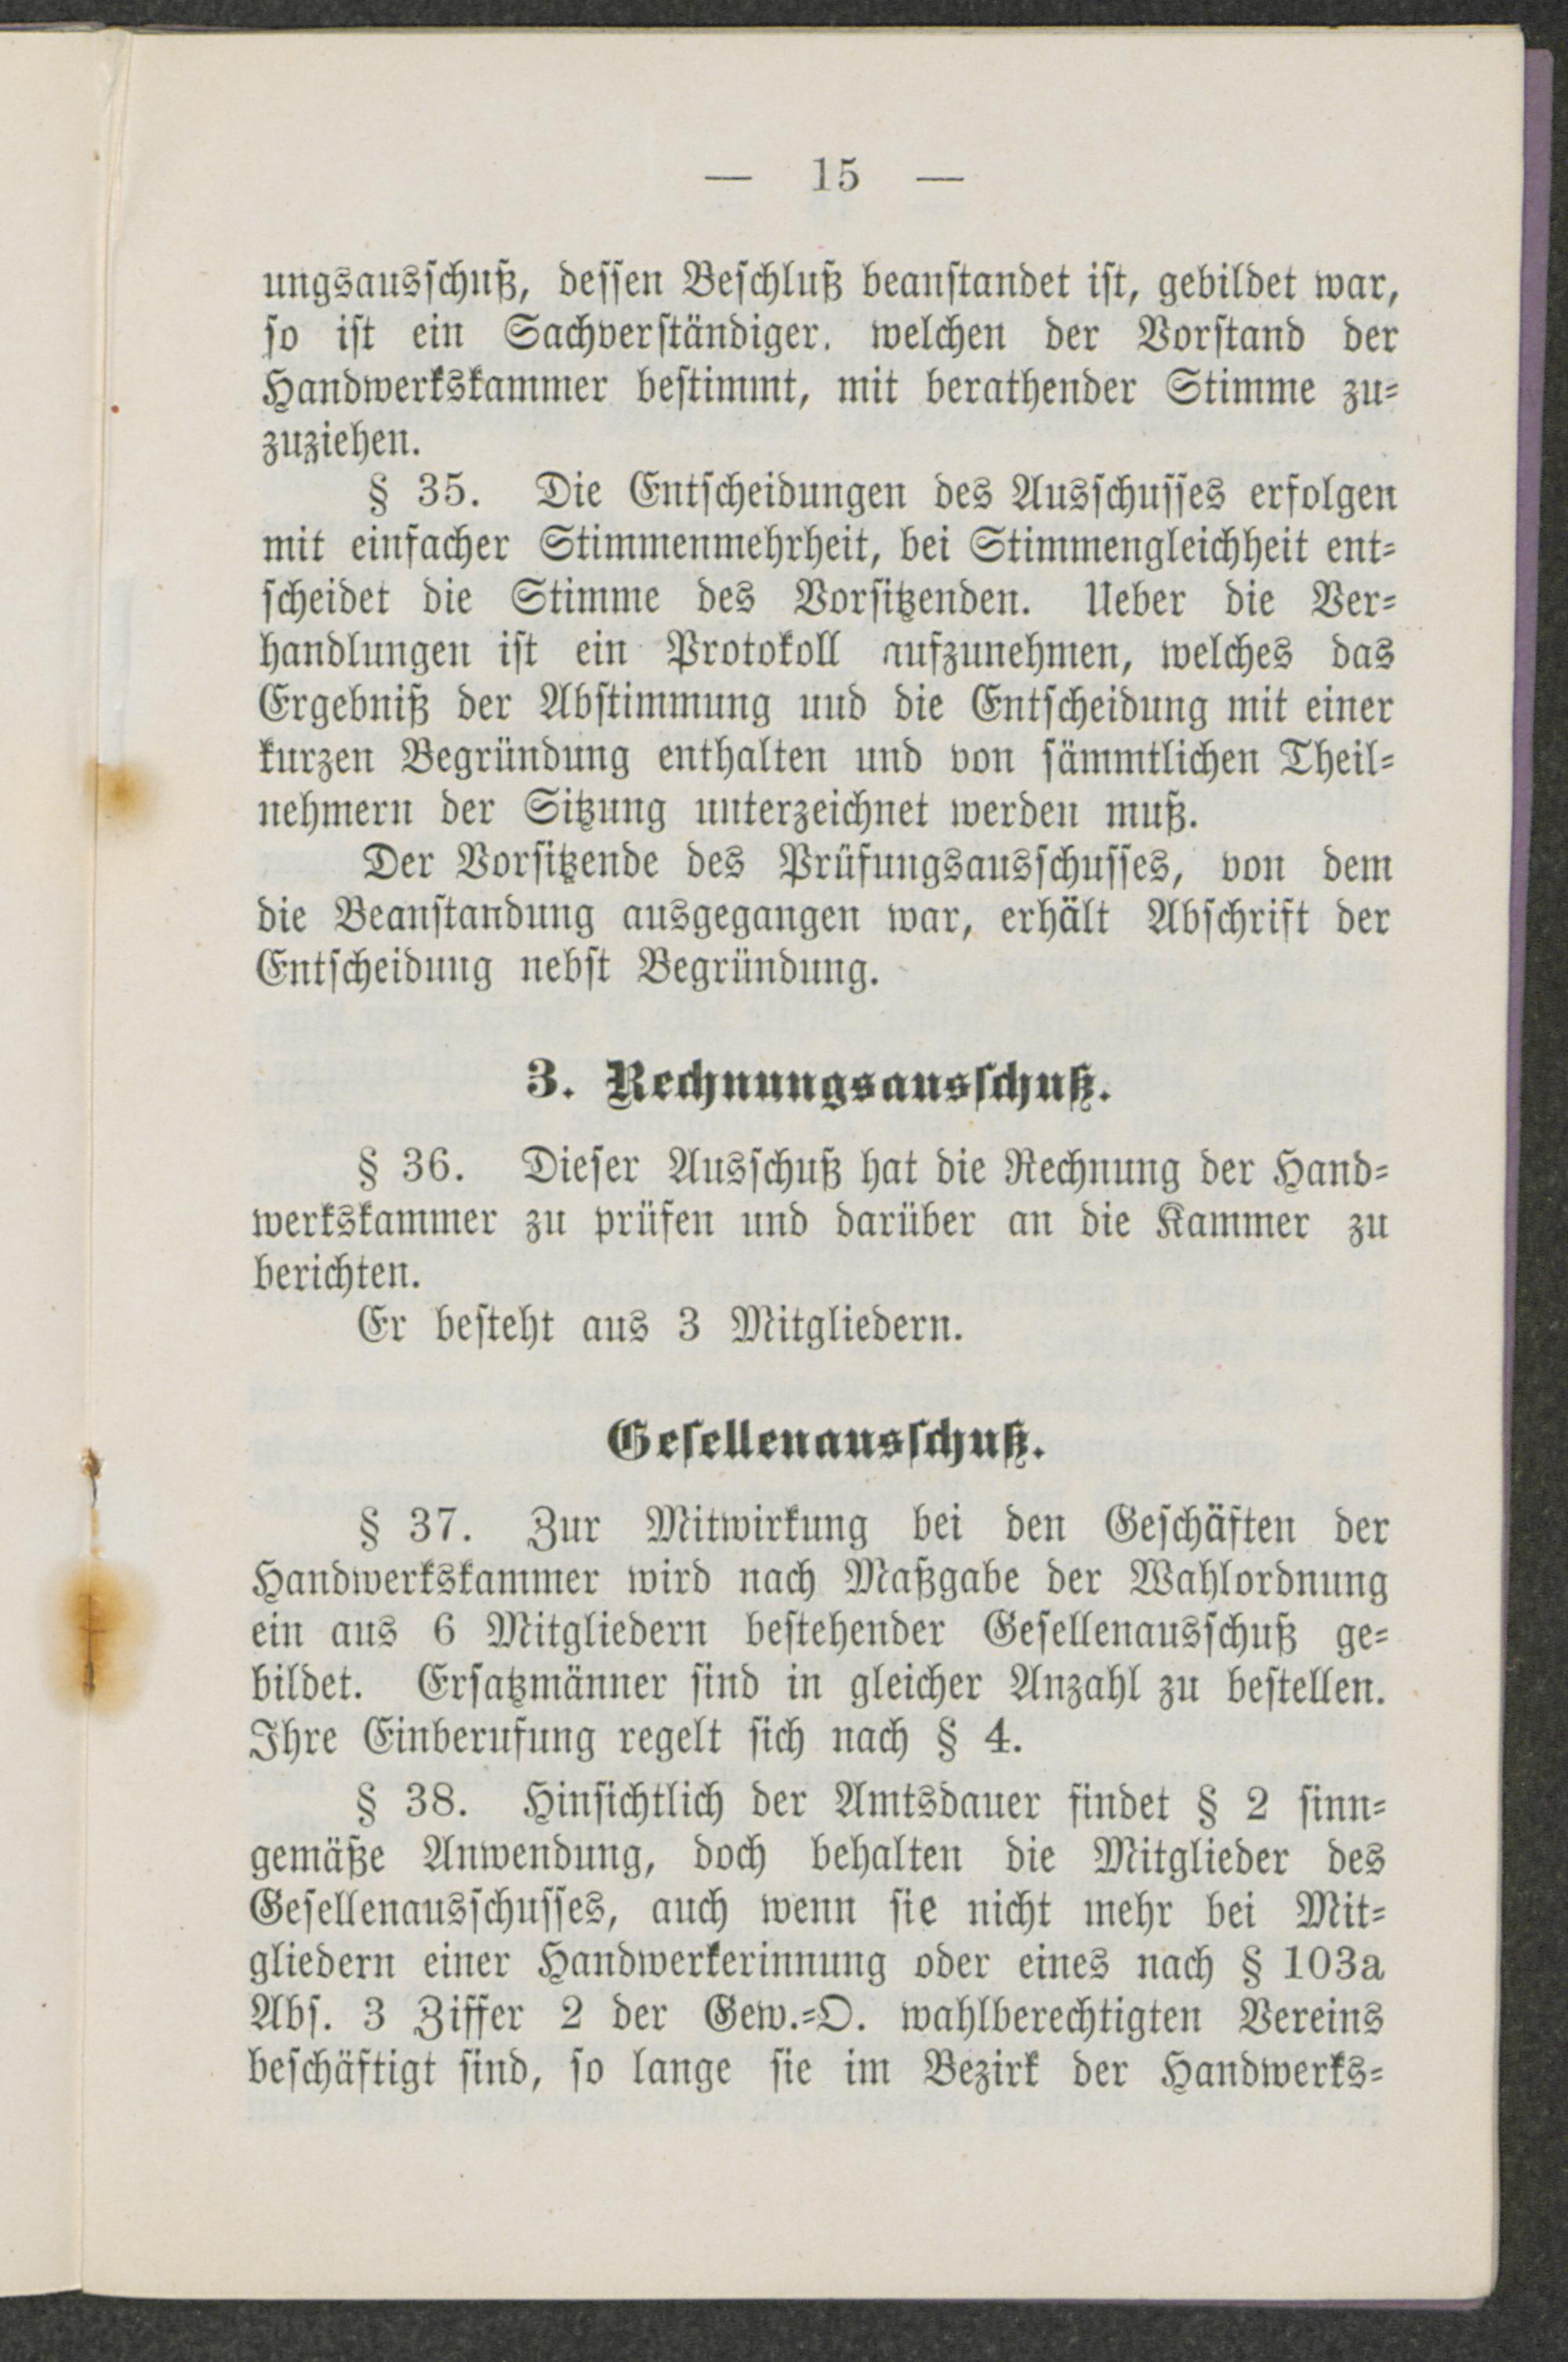 — 15 —
ungsausschuß, dessen Beschluß beanstandet ist, gebildet war,
so ist ein Sachverständiger. welchen der Vorstand der
Handwerkskammer bestimmt, mit berathender Stimme zu-
zuziehen.
§ 35. Die Entscheidungen des Ausschusses erfolgen
mit einfacher Stimmenmehrheit, bei Stimmengleichheit ent-
scheidet die Stimme des Vorsitzenden. Ueber die Ver-
handlungen ist ein Protokoll aufzunehmen, welches das
Ergebniß der Abstimmung und die Entscheidung mit einer
kurzen Begründung enthalten und von sämmtlichen Theil-
nehmern der Sitzung unterzeichnet werden muß.
Der Vorsitzende des Prüfungsausschusses, von dem
die Beanstandung ausgegangen war, erhält Abschrift der
Entscheidung nebst Begründung.
3. Rechnungsausschuß.
§ 36. Dieser Ausschuß hat die Rechnung der Hand-
werkskammer zu prüfen und darüber an die Kammer zu
berichten.
Er besteht aus 3 Mitgliedern.
Gesellenausschuß.
§ 37. Zur Mitwirkung bei den Geschäften der
Handwerkskammer wird nach Maßgabe der Wahlordnung
ein aus 6 Mitgliedern bestehender Gesellenausschuß ge-
bildet. Ersatzmänner sind in gleicher Anzahl zu bestellen.
Ihre Einberufung regelt sich nach § 4.
§ 38. Hinsichtlich der Amtsdauer findet § 2 sinn-
gemäße Anwendung, doch behalten die Mitglieder des
Gesellenausschusses, auch wenn sie nicht mehr bei Mit-
gliedern einer Handwerkerinnung oder eines nach § 103a
Abs. 3 Ziffer 2 der Gew.-O. wahlberechtigten Vereins
beschäftigt sind, so lange sie im Bezirk der Handwerks-